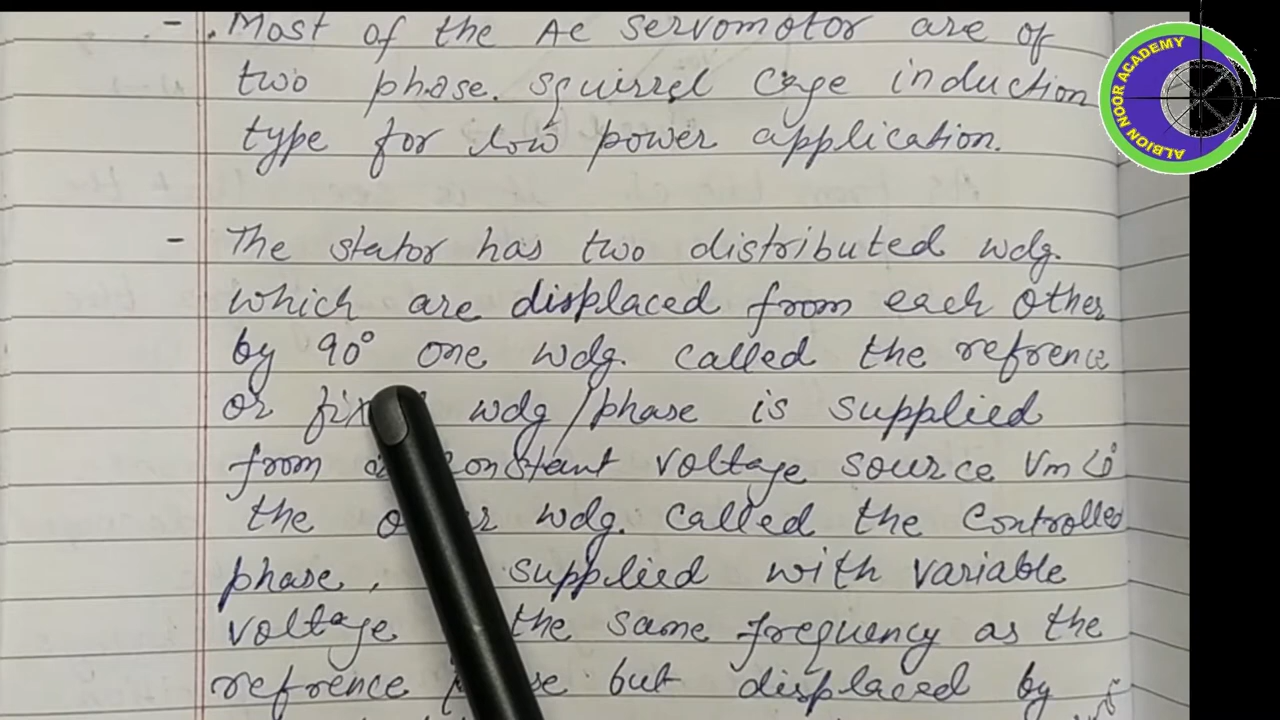 - Most of the Ac servomotor are of
two phase. squirrel Cage induction
type for low power application.
- The stator has two distributed wdg.
which are displaced from each other
by 90° one wdg. called the refrence
or wdg/phase is supplied
from constant voltage source Vm<0°
the wdg. called the controlled
phase, supplied with variable
voltage the same frequency as the
refrence but displaced by
ALBION NOOR ACADEMY